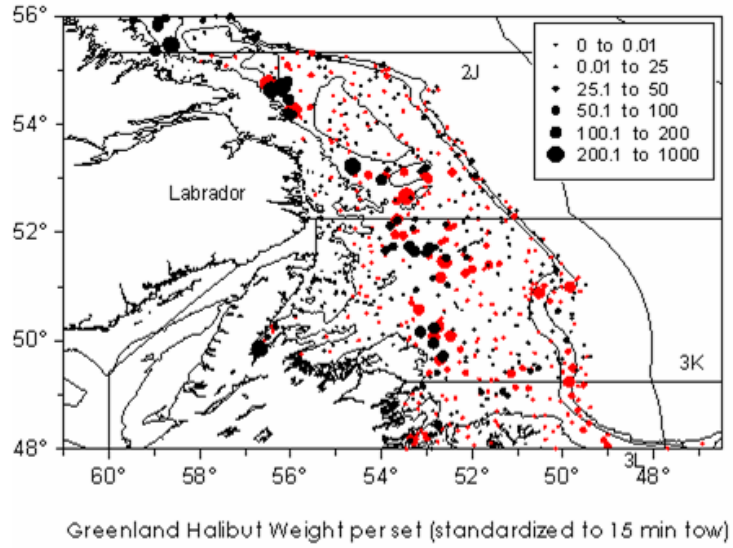 56°
54°
52°
50°
48°
60°
58°
56°
54°
52°
50°
48°
2J
3K
3L
Labrador
0 to 0.01
0.01 to 25
25.1 to 50
50.1 to 100
100.1 to 200
200.1 to 1000
Greenland Halibut Weight per set (standardized to 15 min tow)